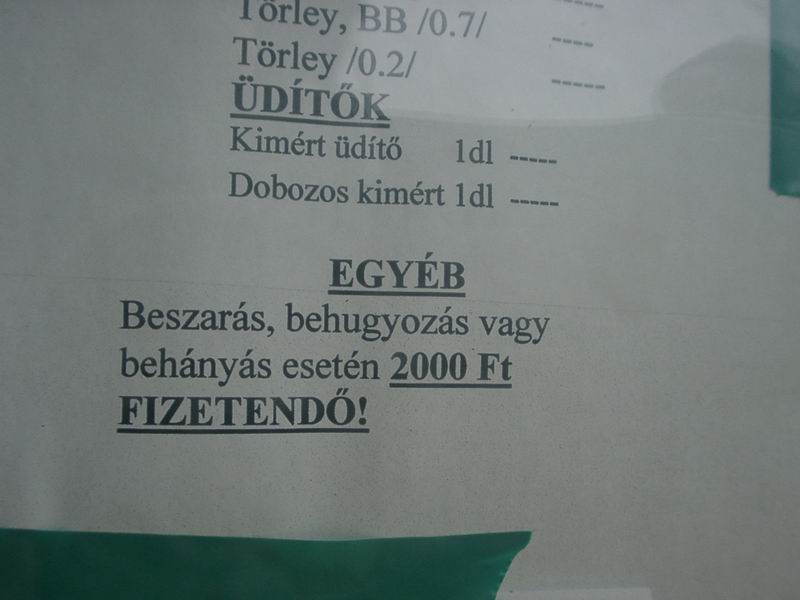 Törley, BB /0.7/ ----
Törley /0.2/ -----
ÜDÍTŐK
Kimért üdítő 1dl -----
Dobozos kimért 1dl -----
EGYÉB
Beszarás, behugyozás vagy
behányás esetén 2000 Ft
FIZETENDŐ!